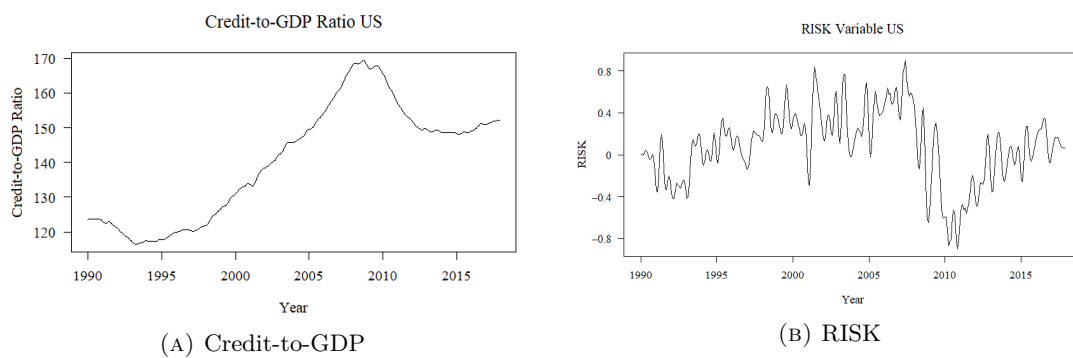 Credit-to-GDP Ratio US
Credit-to-GDP Ratio
170
160
150
140
130
120
1990 1995 2000 2005 2010 2015
Year
(A) Credit-to-GDP
RISK Variable US
RISK
0.8
0.4
0
−0.4
−0.8
1990 1995 2000 2005 2010 2015
Year
(B) RISK